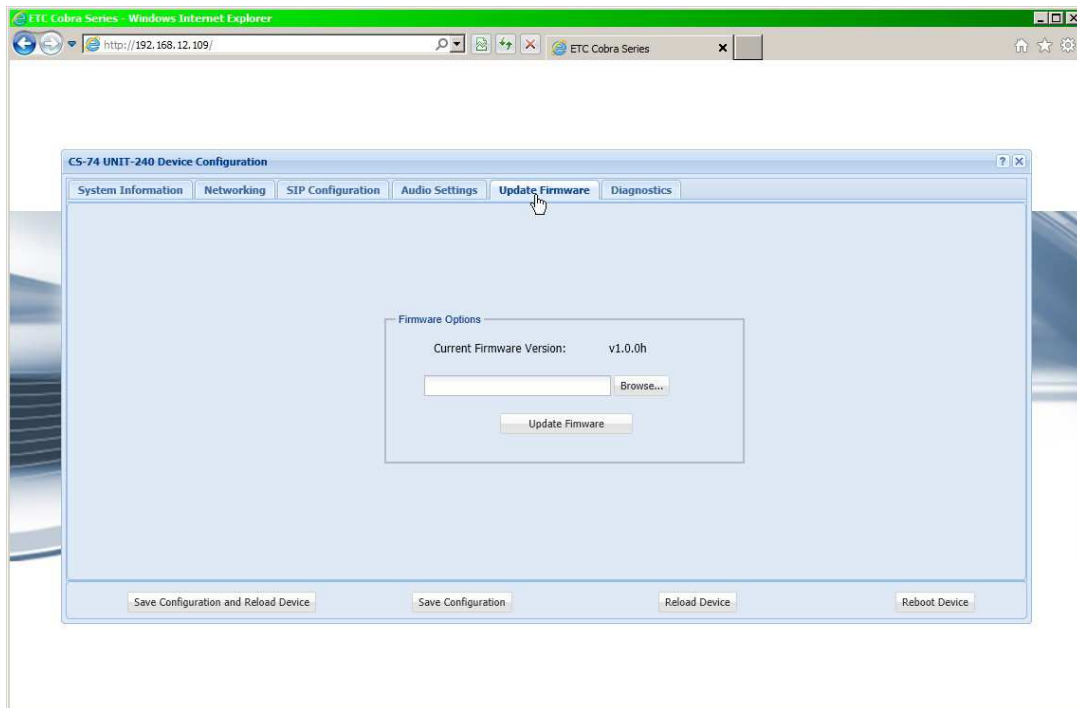 ETC Cobra Series - Windows Internet Explorer
http://192.168.12.109/
ETC Cobra Series
CS-74 UNIT-240 Device Configuration
System Information Networking SIP Configuration Audio Settings Update Firmware Diagnostics
Firmware Options
Current Firmware Version: v1.0.0h
Browse...
Update Fimware
Save Configuration and Reload Device Save Configuration Reload Device Reboot Device